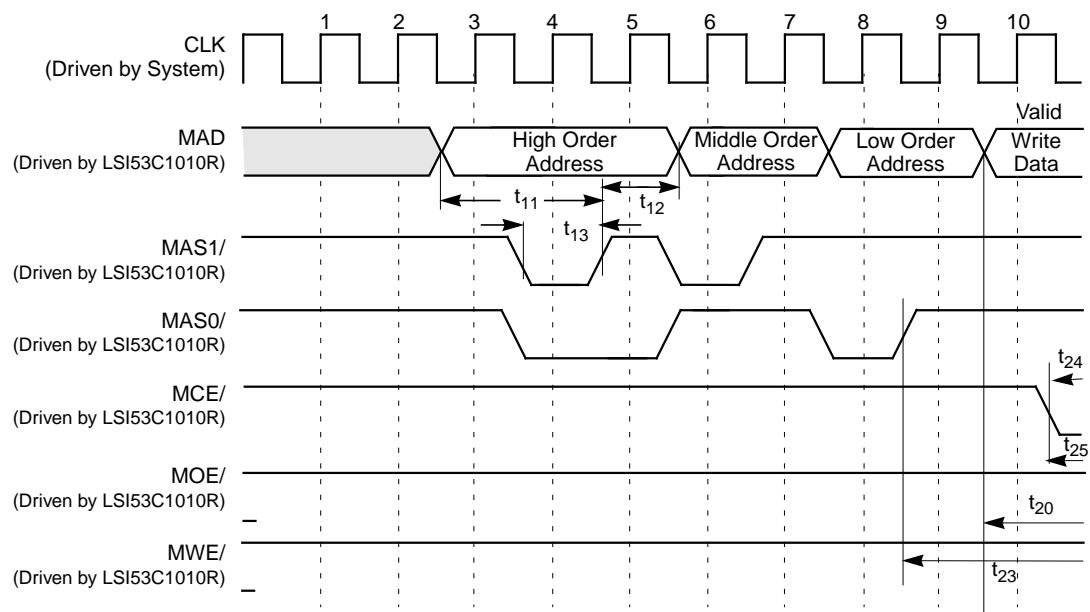 1 2 3 4 5 6 7 8 9 10
CLK
(Driven by System)
MAD
(Driven by LSI53C1010R)
High Order
Address
Middle Order
Address
Low Order
Address
Valid
Write
Data
t11
t12
t13
MAS1/
(Driven by LSI53C1010R)
MAS0/
(Driven by LSI53C1010R)
t24
MCE/
(Driven by LSI53C1010R)
t25
MOE/
(Driven by LSI53C1010R)
t20
MWE/
(Driven by LSI53C1010R)
t23